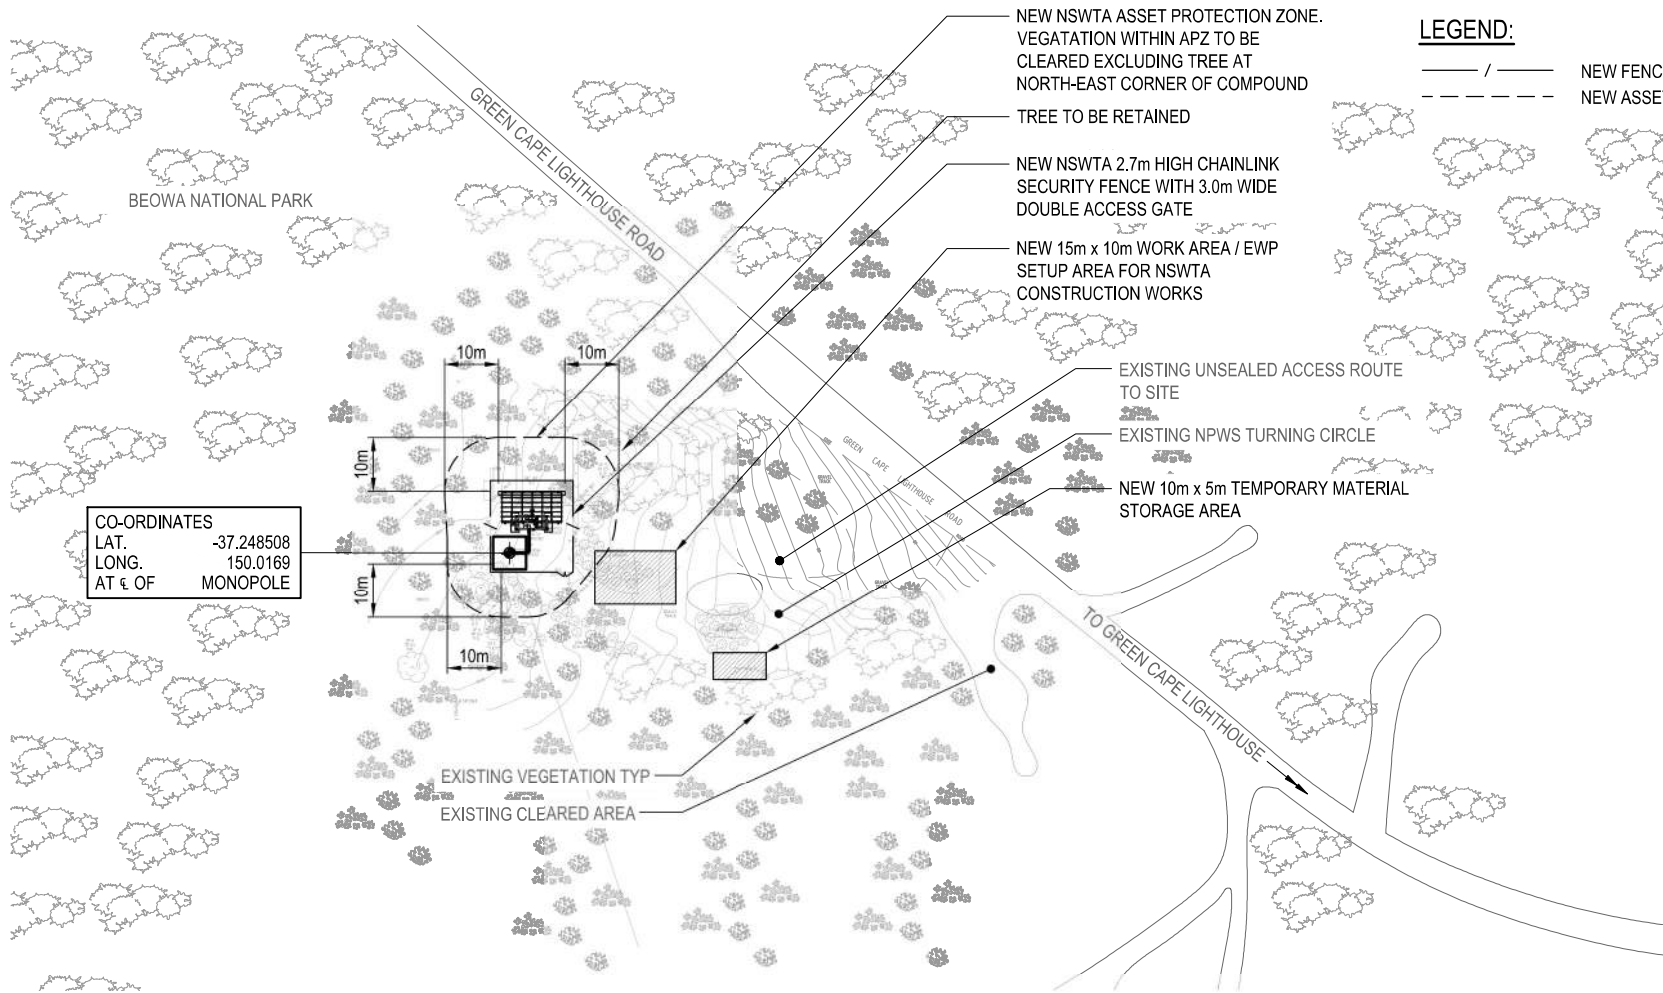 NEW NSWTA ASSET PROTECTION ZONE.
VEGATATION WITHIN APZ TO BE
CLEARED EXCLUDING TREE AT
NORTH-EAST CORNER OF COMPOUND
TREE TO BE RETAINED
NEW NSWTA 2.7m HIGH CHAINLINK
SECURITY FENCE WITH 3.0m WIDE
DOUBLE ACCESS GATE
NEW 15m x 10m WORK AREA / EWP
SETUP AREA FOR NSWTA
CONSTRUCTION WORKS
EXISTING UNSEALED ACCESS ROUTE
TO SITE
EXISTING NPWS TURNING CIRCLE
NEW 10m x 5m TEMPORARY MATERIAL
STORAGE AREA
LEGEND:
NEW FENC
NEW ASSE
GREEN CAPE LIGHTHOUSE ROAD
BEOWA NATIONAL PARK
10m
10m
10m
10m
10m
CO-ORDINATES
LAT. -37.248508
LONG. 150.0169
AT ℄ OF MONOPOLE
GREEN CAPE LIGHTHOUSE ROAD
TO GREEN CAPE LIGHTHOUSE
EXISTING VEGETATION TYP
EXISTING CLEARED AREA